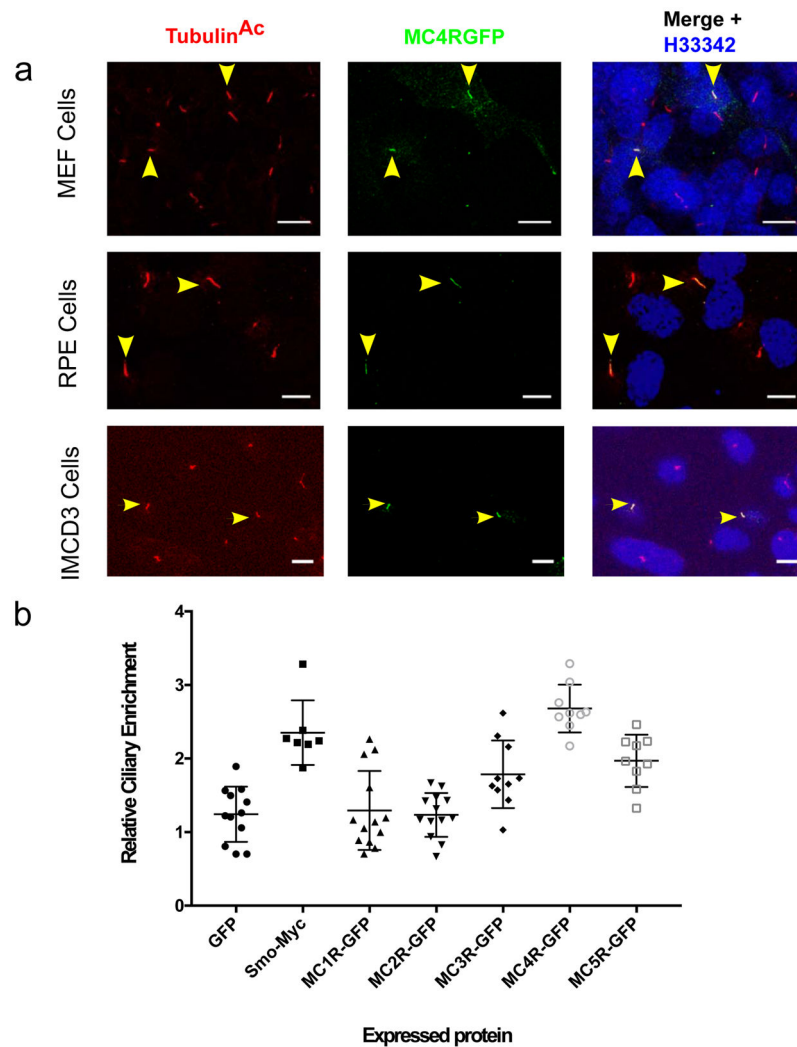 Tubulin^Ac
MC4RGFP
Merge +
H33342
a
MEF Cells
RPE Cells
IMCD3 Cells
b
Relative Ciliary Enrichment
4
3
2
1
0
GFP
Smo-Myc
MC1R-GFP
MC2R-GFP
MC3R-GFP
MC4R-GFP
MC5R-GFP
Expressed protein